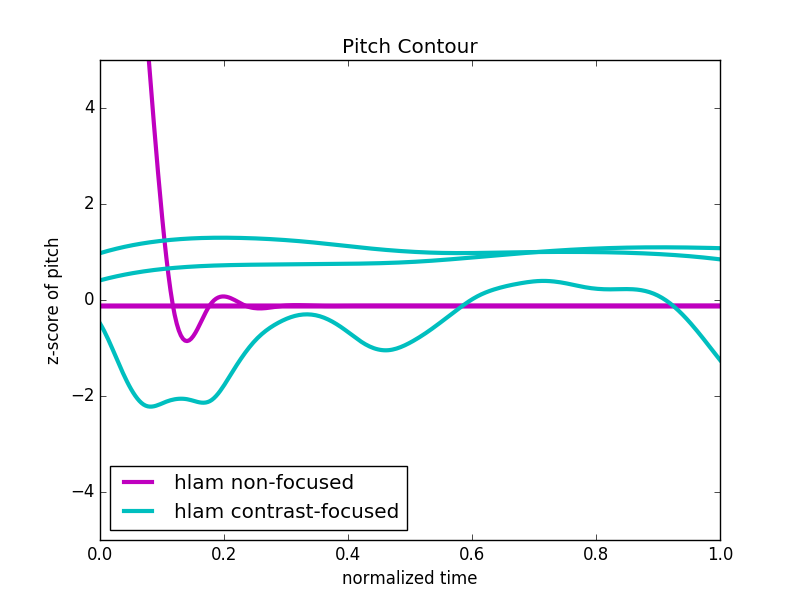 Pitch Contour
z-score of pitch
4
2
0
−2
−4
hlam non-focused
hlam contrast-focused
0.0 0.2 0.4 0.6 0.8 1.0
normalized time